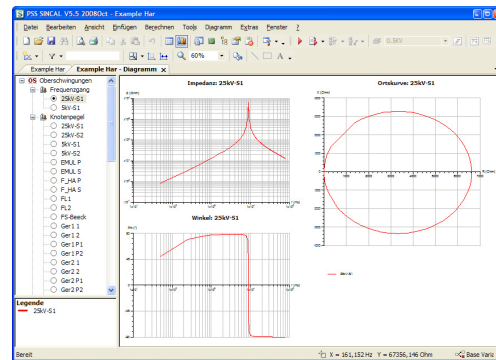 PSS SINCAL V5.5 2008Oct - Example Har
Datei Bearbeiten Ansicht Einfügen Berechnen Tools Diagramm Extras Fenster ?
0.5kV
60%
Example Har Example Har - Diagramm x
OS Oberschwingungen
Frequenzgang
25kV-S1
5kV-S1
Knotenpegel
25kV-S1
25kV-S2
5kV-S1
5kV-S2
EMUL P
EMUL S
F_HA P
F_HA S
FL1
FL2
FS-Beeck
Ger1 1
Ger1 2
Ger1 P1
Ger1 P2
Ger2 1
Ger2 2
Ger2 P1
Ger2 P2
Legende
25kV-S1
Impedanz: 25kV-S1
Winkel: 25kV-S1
Ortskurve: 25kV-S1
25kV-S1
Bereit
X = 161,152 Hz Y = 67356,146 Ohm
Base Varia